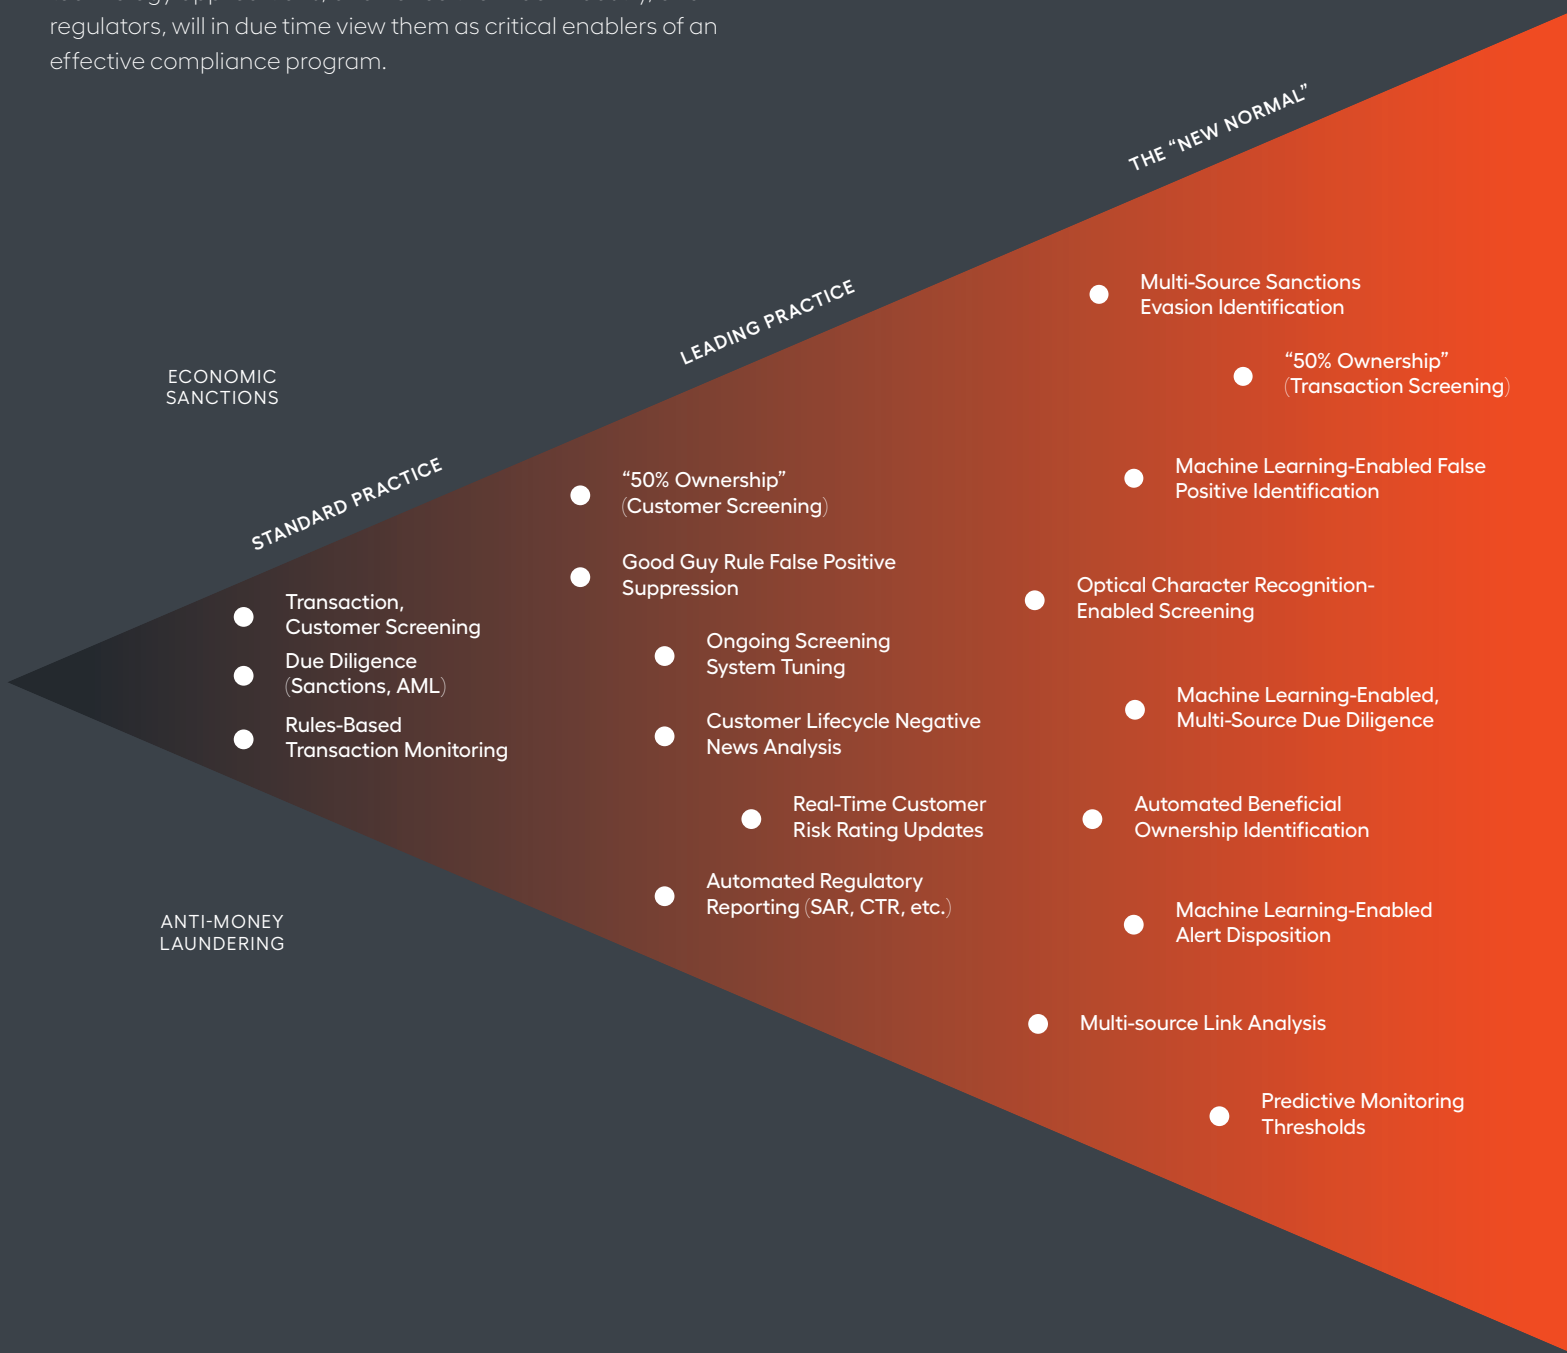 regulators, will in due time view them as critical enablers of an
effective compliance program.
THE “NEW NORMAL”
LEADING PRACTICE
STANDARD PRACTICE
ECONOMIC
SANCTIONS
ANTI-MONEY
LAUNDERING
Transaction,
Customer Screening
Due Diligence
(Sanctions, AML)
Rules-Based
Transaction Monitoring
“50% Ownership”
(Customer Screening)
Good Guy Rule False Positive
Suppression
Ongoing Screening
System Tuning
Customer Lifecycle Negative
News Analysis
Real-Time Customer
Risk Rating Updates
Automated Regulatory
Reporting (SAR, CTR, etc.)
Multi-Source Sanctions
Evasion Identification
“50% Ownership”
(Transaction Screening)
Machine Learning-Enabled False
Positive Identification
Optical Character Recognition-
Enabled Screening
Machine Learning-Enabled,
Multi-Source Due Diligence
Automated Beneficial
Ownership Identification
Machine Learning-Enabled
Alert Disposition
Multi-source Link Analysis
Predictive Monitoring
Thresholds